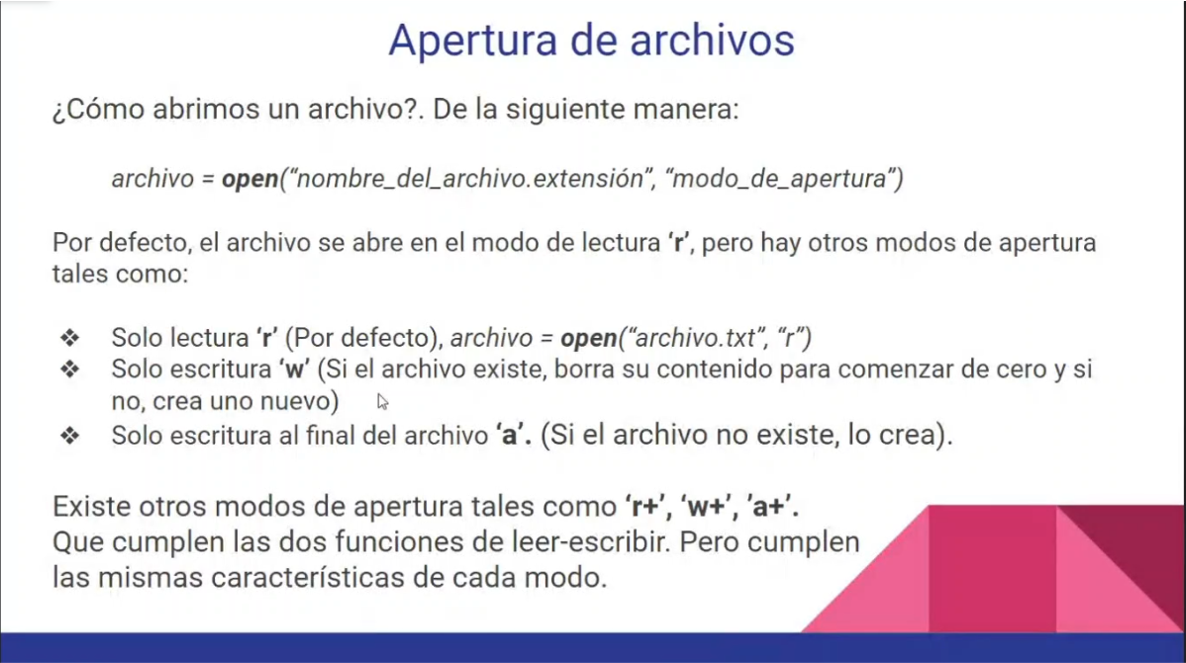 Apertura de archivos
¿Cómo abrimos un archivo?. De la siguiente manera:
archivo = open(“nombre_del_archivo.extensión”, “modo_de_apertura”)
Por defecto, el archivo se abre en el modo de lectura ‘r’, pero hay otros modos de apertura
tales como:
❖ Solo lectura ‘r’ (Por defecto), archivo = open(“archivo.txt”, “r”)
❖ Solo escritura ‘w’ (Si el archivo existe, borra su contenido para comenzar de cero y si
no, crea uno nuevo)
❖ Solo escritura al final del archivo ‘a’. (Si el archivo no existe, lo crea).
Existe otros modos de apertura tales como ‘r+’, ‘w+’, ’a+’.
Que cumplen las dos funciones de leer-escribir. Pero cumplen
las mismas características de cada modo.